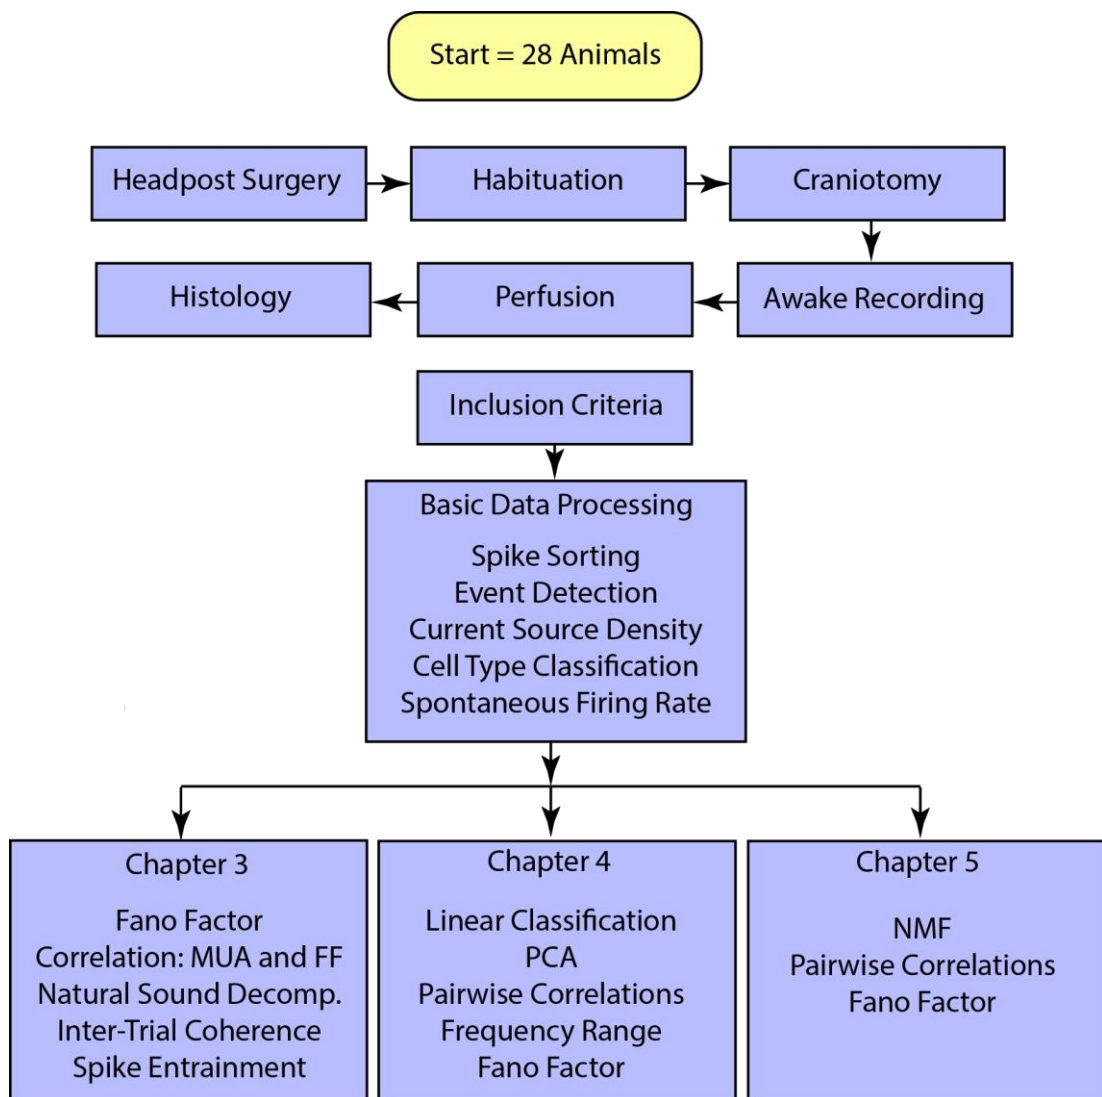 Start = 28 Animals
Headpost Surgery
Habituation
Craniotomy
Histology
Perfusion
Awake Recording
Inclusion Criteria
Basic Data Processing
Spike Sorting
Event Detection
Current Source Density
Cell Type Classification
Spontaneous Firing Rate
Chapter 3
Fano Factor
Correlation: MUA and FF
Natural Sound Decomp.
Inter-Trial Coherence
Spike Entrainment
Chapter 4
Linear Classification
PCA
Pairwise Correlations
Frequency Range
Fano Factor
Chapter 5
NMF
Pairwise Correlations
Fano Factor